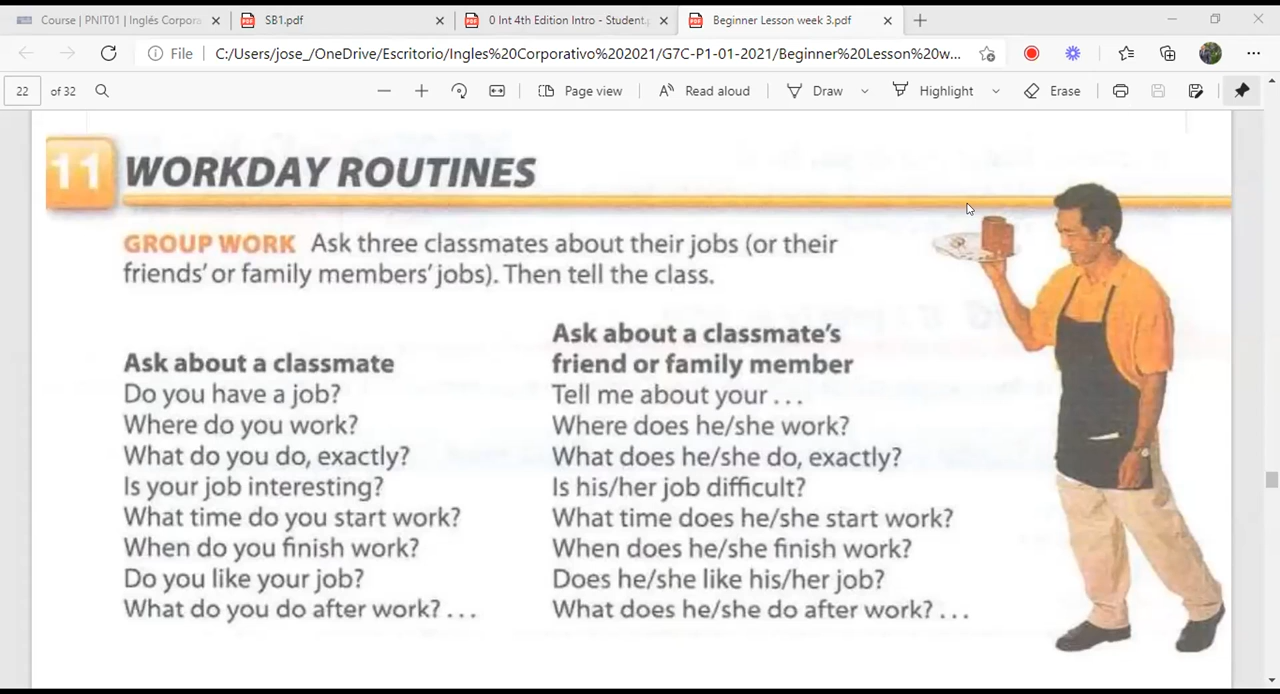 Course | PNIT01 | Inglés Corpora
SB1.pdf
0 Int 4th Edition Intro - Student.
Beginner Lesson week 3.pdf
File
C:/Users/jose_/OneDrive/Escritorio/Ingles%20Corporativo%202021/G7C-P1-01-2021/Beginner%20Lesson%20w...
22 of 32
Page view
Read aloud
Draw
Highlight
Erase
11 WORKDAY ROUTINES
GROUP WORK Ask three classmates about their jobs (or their
friends' or family members' jobs). Then tell the class.
Ask about a classmate
Do you have a job?
Where do you work?
What do you do, exactly?
Is your job interesting?
What time do you start work?
When do you finish work?
Do you like your job?
What do you do after work? . . .
Ask about a classmate's
friend or family member
Tell me about your . . .
Where does he/she work?
What does he/she do, exactly?
Is his/her job difficult?
What time does he/she start work?
When does he/she finish work?
Does he/she like his/her job?
What does he/she do after work? . . .